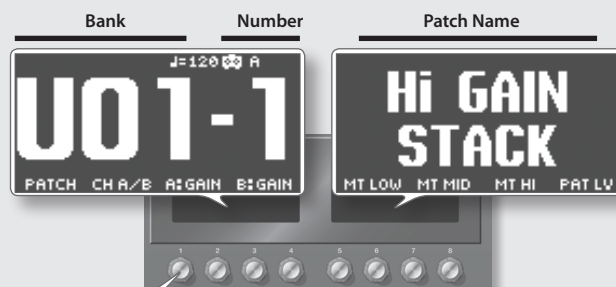 Bank Number Patch Name
♩=120 A
U01-1
PATCH CH A/B A:GAIN B:GAIN
Hi GAIN
STACK
MT LOW MT MID MT HI PAT LV
1 2 3 4 5 6 7 8